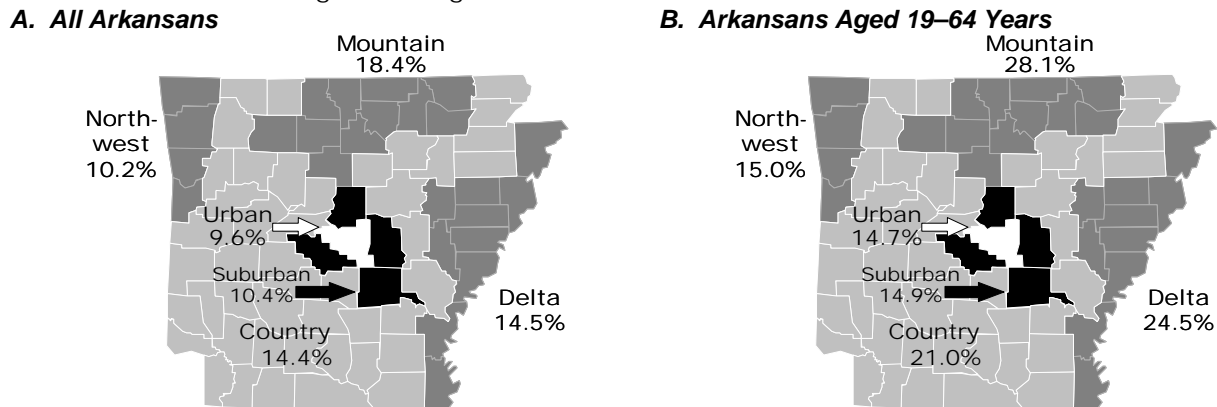 A. All Arkansans
Mountain
18.4%
North-
west
10.2%
Urban
9.6%
Suburban
10.4%
Delta
14.5%
Country
14.4%
B. Arkansans Aged 19–64 Years
Mountain
28.1%
North-
west
15.0%
Urban
14.7%
Suburban
14.9%
Delta
24.5%
Country
21.0%